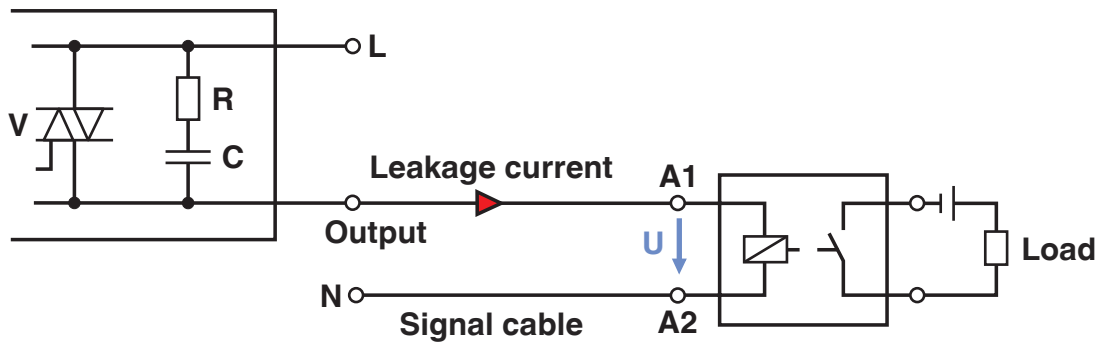 L
R
V
C
Leakage current
A1
Output
U
Load
N
Signal cable
A2